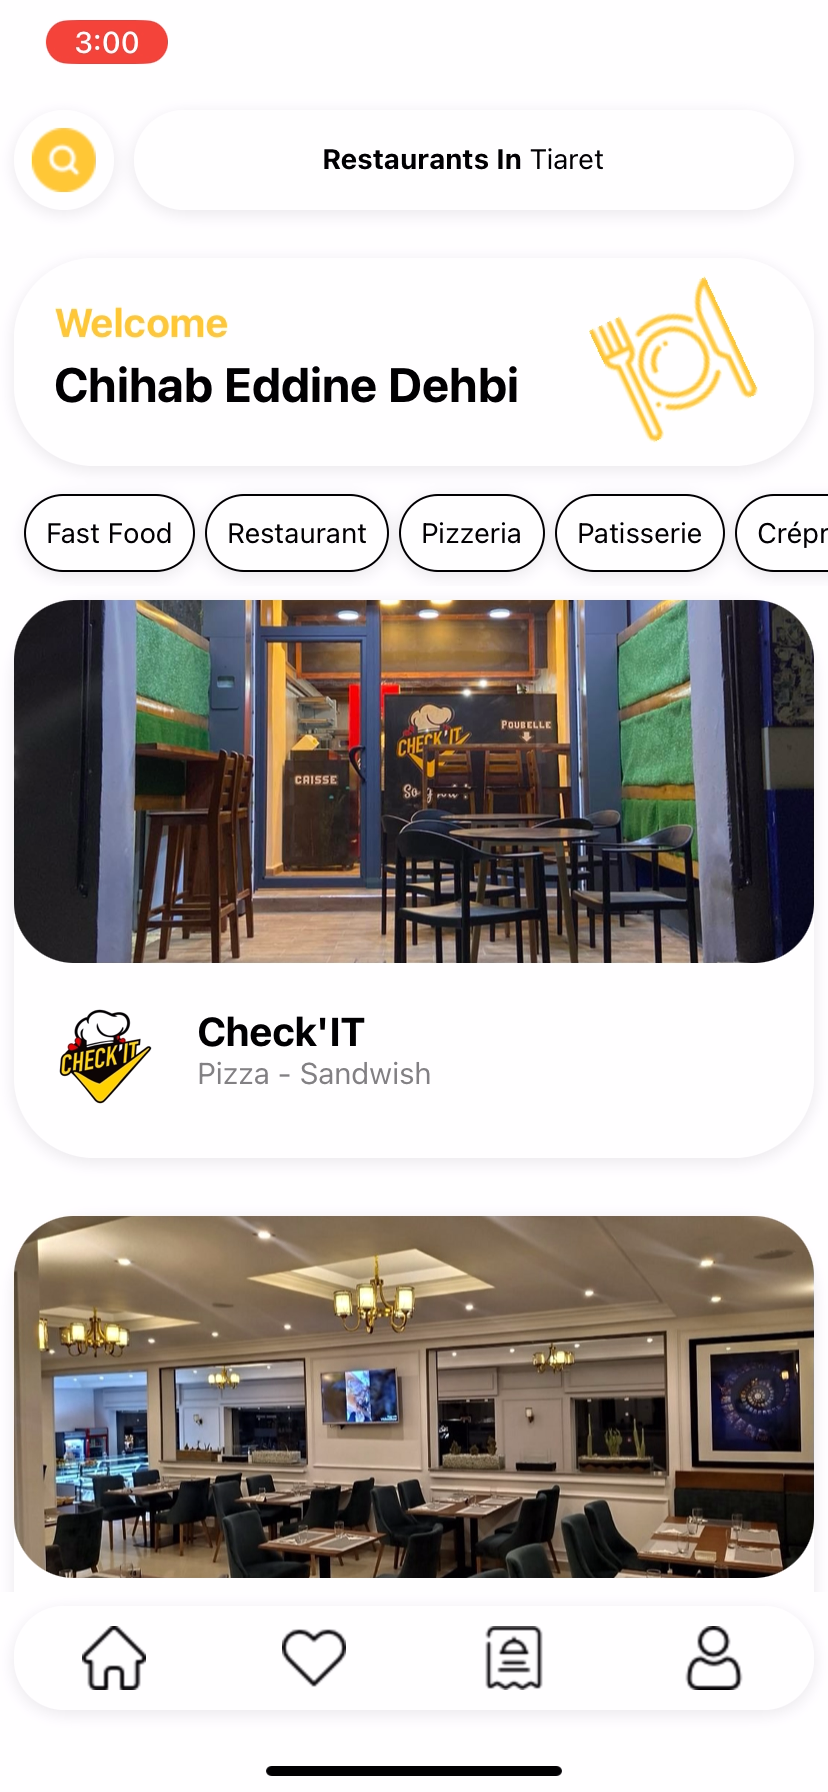 3:00
Restaurants In Tiaret
Welcome
Chihab Eddine Dehbi
Fast Food
Restaurant
Pizzeria
Patisserie
Crépr
CHECK'IT
POUBELLE
CAISSE
CHECK'IT
Check'IT
Pizza - Sandwish